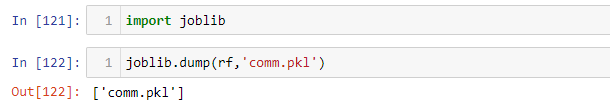 In [121]: 1 import joblib
In [122]: 1 joblib.dump(rf,'comm.pkl')
Out[122]: ['comm.pkl']